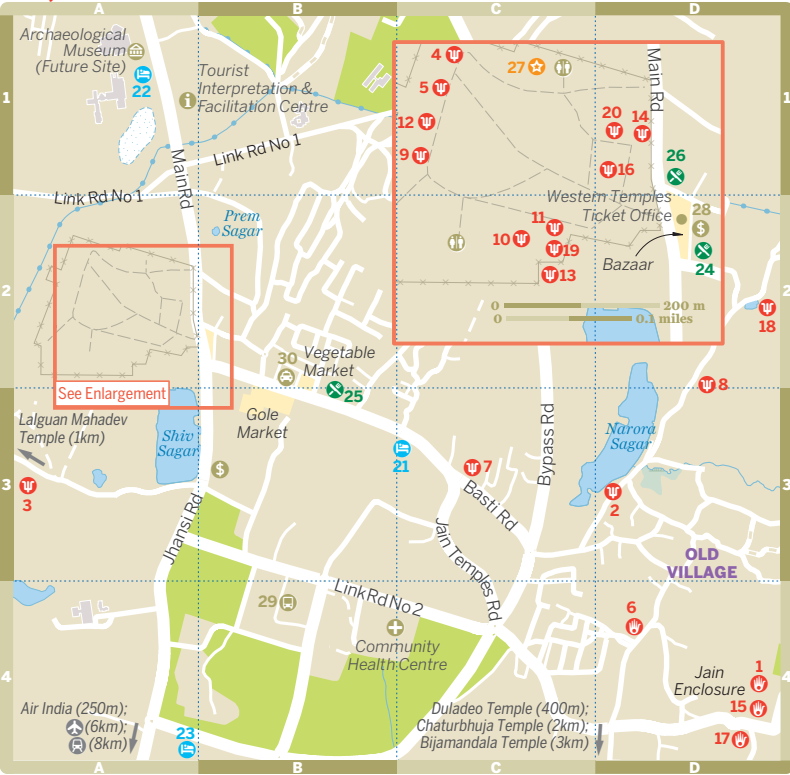 A
B
C
D
1
2
3
4
1
2
3
4
A
B
C
D
Archaeological
Museum
(Future Site)
22
Tourist
Interpretation &
Facilitation Centre
Link Rd No 1
Link Rd No 1
Main Rd
Prem
Sagar
4
5
12
9
27
20
14
16
26
Main Rd
Western Temples
Ticket Office
28
$
Bazaar
24
11
10
19
13
0
200 m
0
0.1 miles
18
8
See Enlargement
30
Vegetable
Market
25
Gole
Market
Lalguan Mahadev
Temple (1km)
Shiv
Sagar
$
3
21
7
Basti Rd
Bypass Rd
Narora
Sagar
2
Jhansi Rd
Jain Temples Rd
OLD
VILLAGE
Link Rd No 2
29
Community
Health Centre
6
1
Jain
Enclosure
15
17
Air India (250m);
(6km);
(8km)
23
Duladeo Temple (400m);
Chaturbhuja Temple (2km);
Bijamandala Temple (3km)